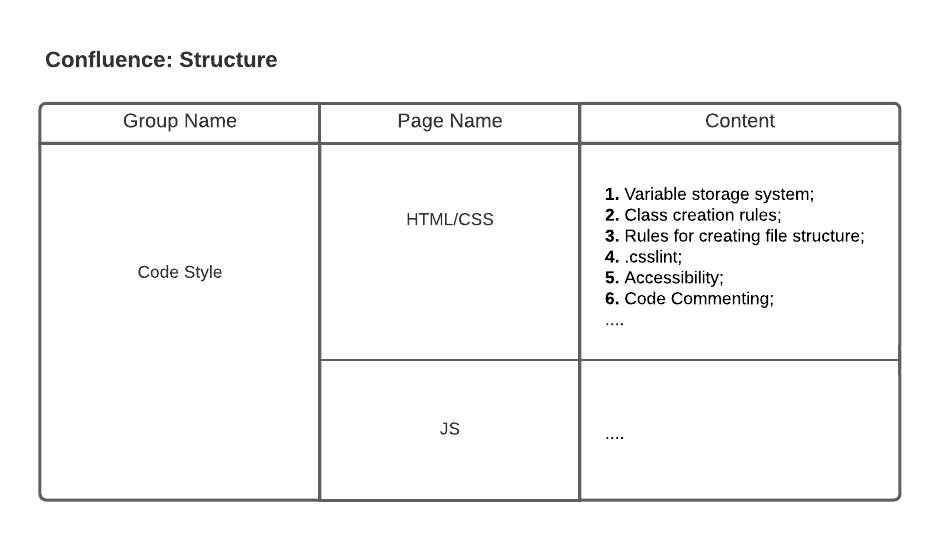 Confluence: Structure
Group Name
Page Name
Content
Code Style
HTML/CSS
1. Variable storage system;
2. Class creation rules;
3. Rules for creating file structure;
4. .csslint;
5. Accessibility;
6. Code Commenting;
....
JS
....